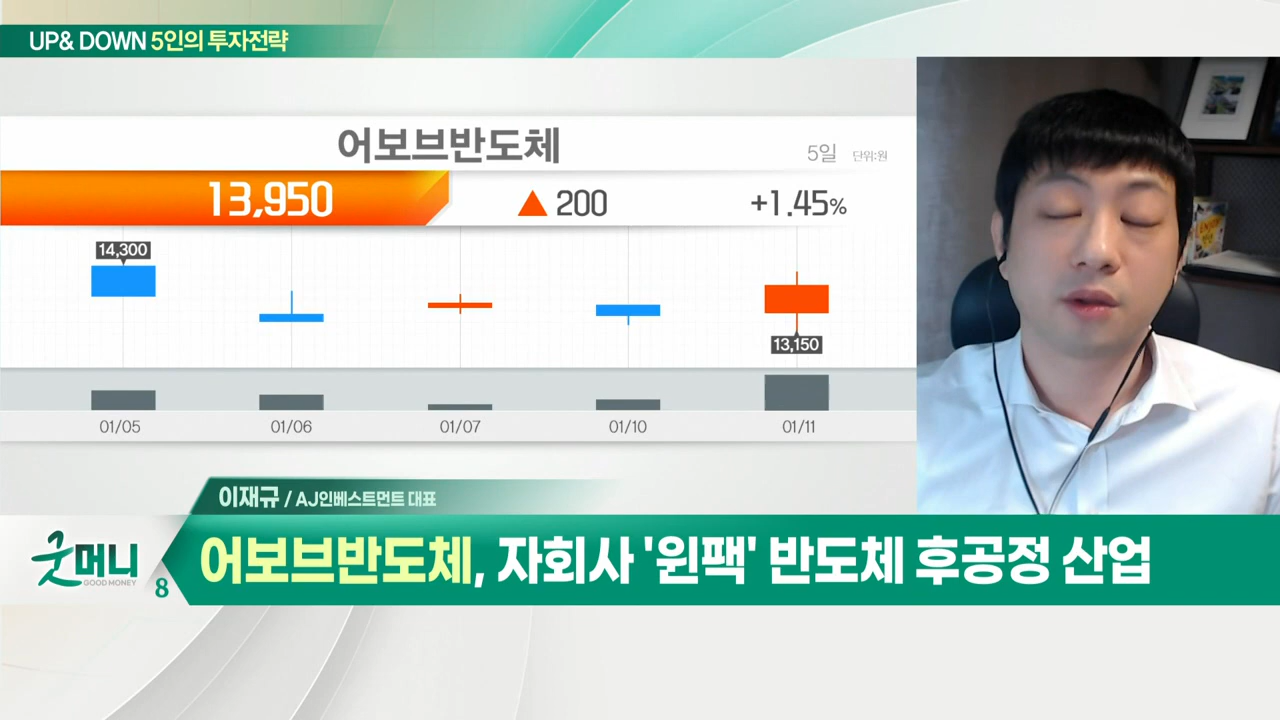 UP& DOWN 5인의 투자전략
어보브반도체
5일 단위:원
13,950 ▲ 200 +1.45%
14,300
13,150
01/05 01/06 01/07 01/10 01/11
이재규 / AJ인베스트먼트 대표
굿머니
GOOD MONEY
8
어보브반도체, 자회사 '윈팩' 반도체 후공정 산업